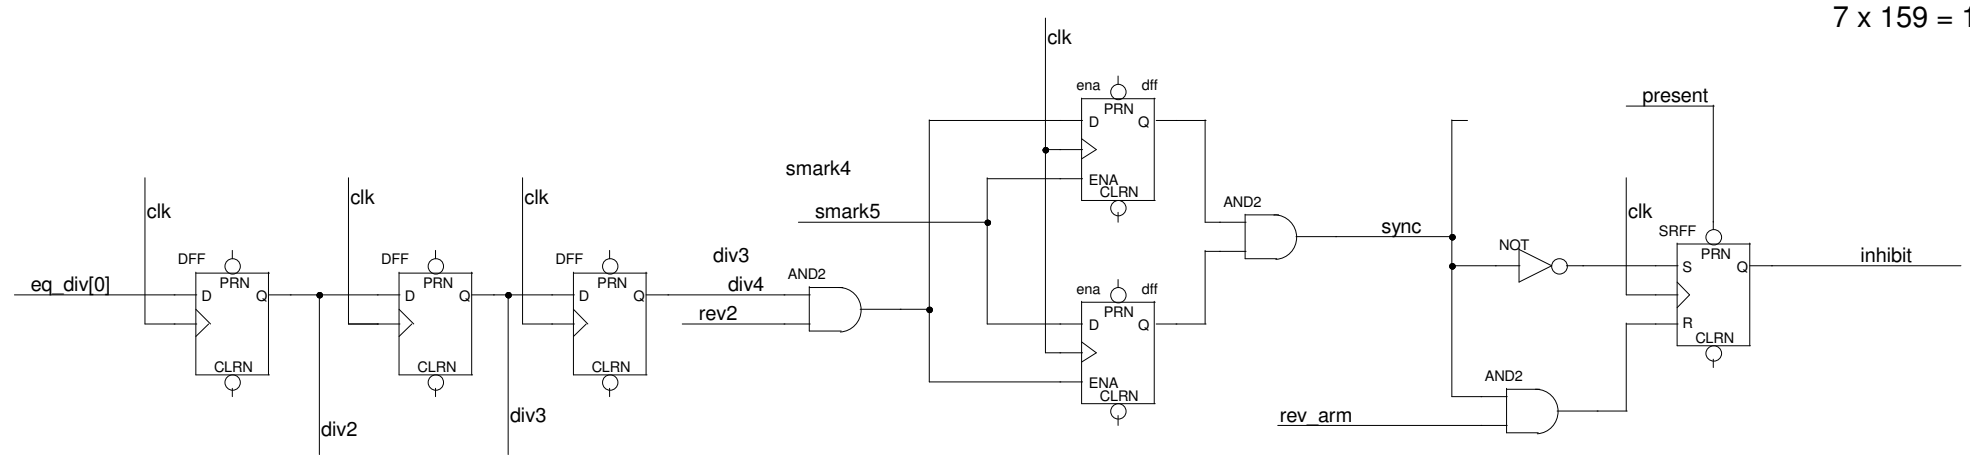 7 x 159 = 1
clk
ena dff
PRN
D Q
present
smark4
ENA
CLRN
clk clk clk
smark5
AND2
clk
sync
SRFF
DFF DFF DFF
div3
NOT
PRN
inhibit
S Q
PRN PRN PRN
AND2
eq_div[0]
D Q D Q D Q
div4
ena dff
PRN
rev2
D Q
R
CLRN
CLRN CLRN CLRN
AND2
ENA
CLRN
div2
div3
rev_arm